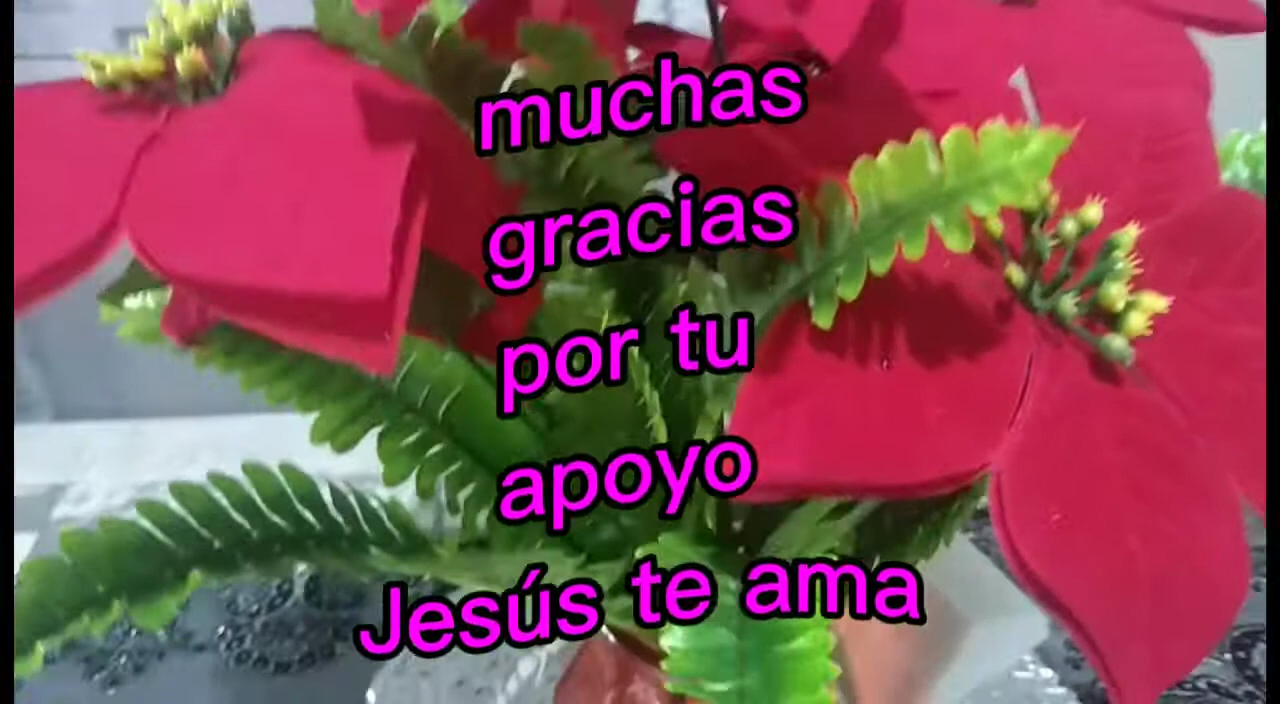 muchas
gracias
por tu
apoyo
Jesús te ama